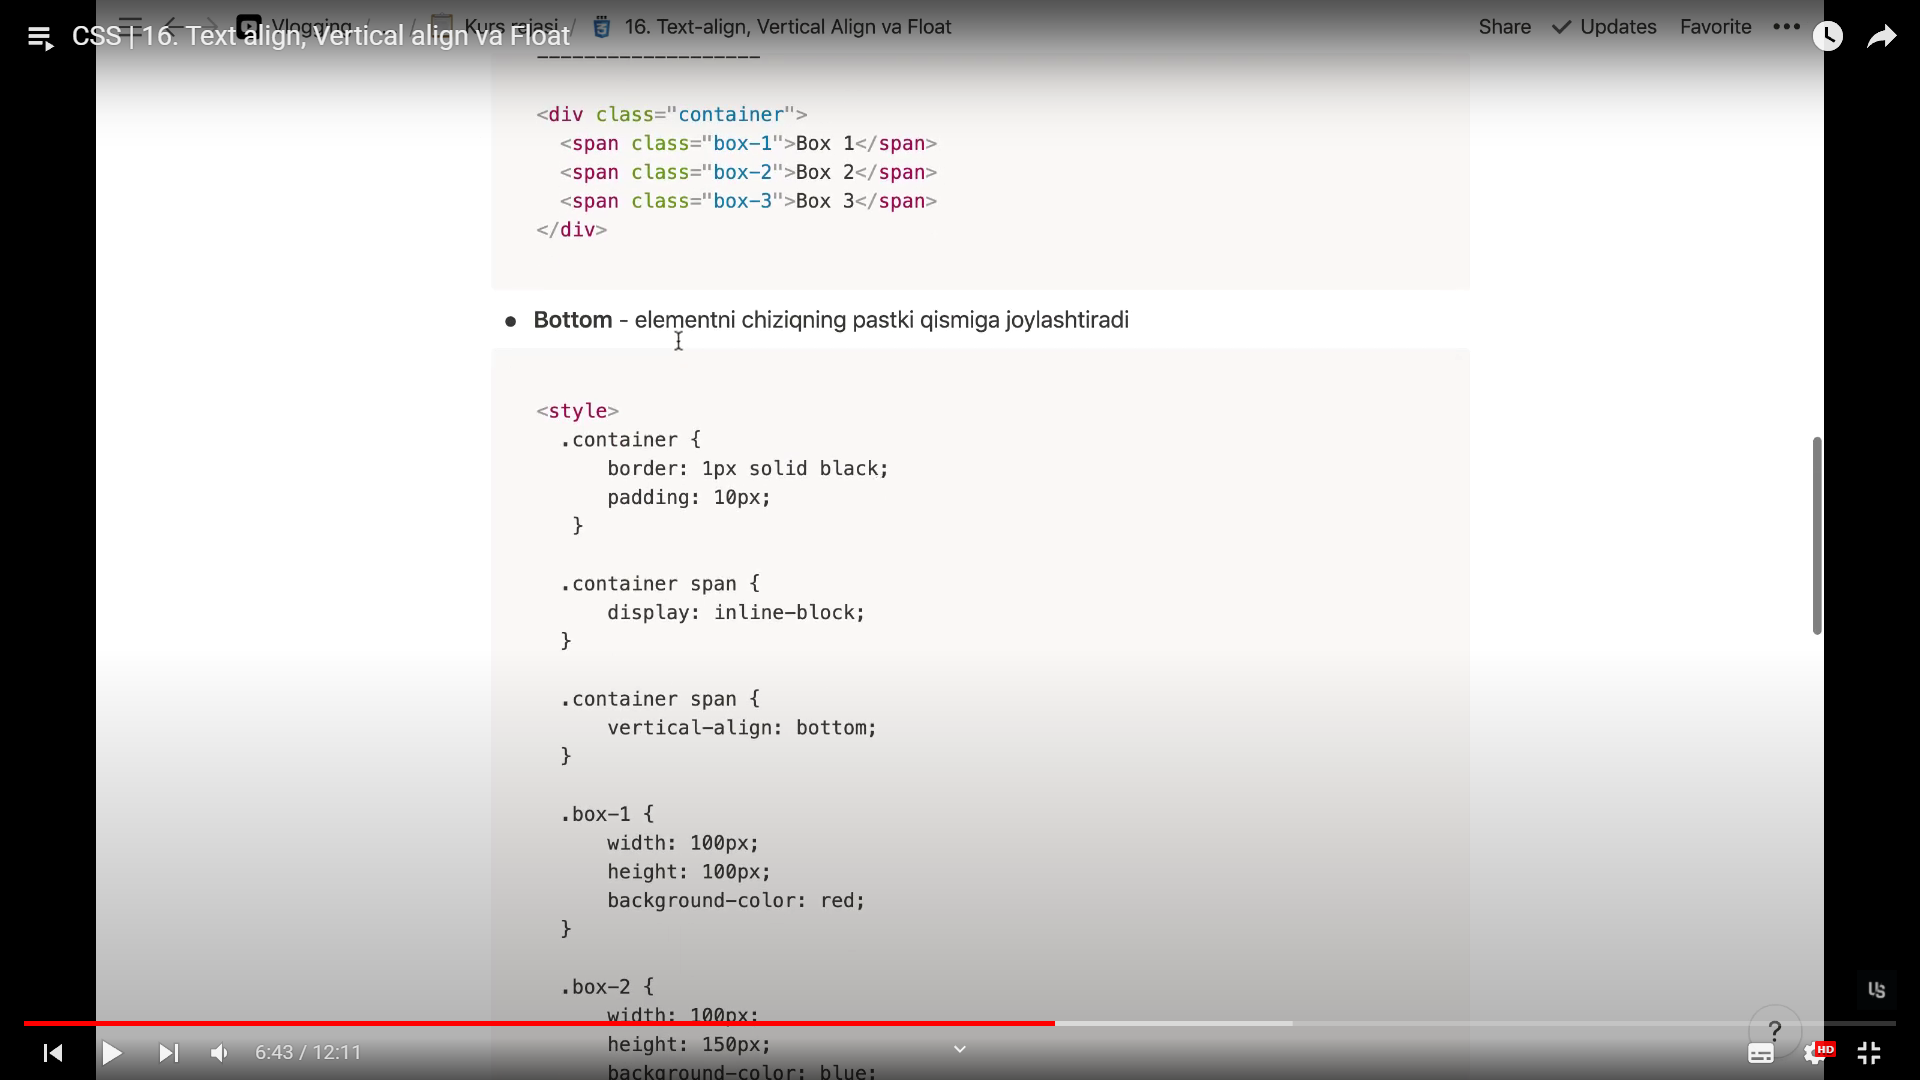 CSS | 16. Text align, Vertical align va Float
Vlogging / ... / Kurs rejasi / 16. Text-align, Vertical Align va Float
Share Updates Favorite
-------------------
<div class="container">
<span class="box-1">Box 1</span>
<span class="box-2">Box 2</span>
<span class="box-3">Box 3</span>
</div>
• Bottom - elementni chiziqning pastki qismiga joylashtiradi
<style>
.container {
border: 1px solid black;
padding: 10px;
}
.container span {
display: inline-block;
}
.container span {
vertical-align: bottom;
}
.box-1 {
width: 100px;
height: 100px;
background-color: red;
}
.box-2 {
width: 100px;
height: 150px;
background-color: blue;
US
?
6:43 / 12:11
HD